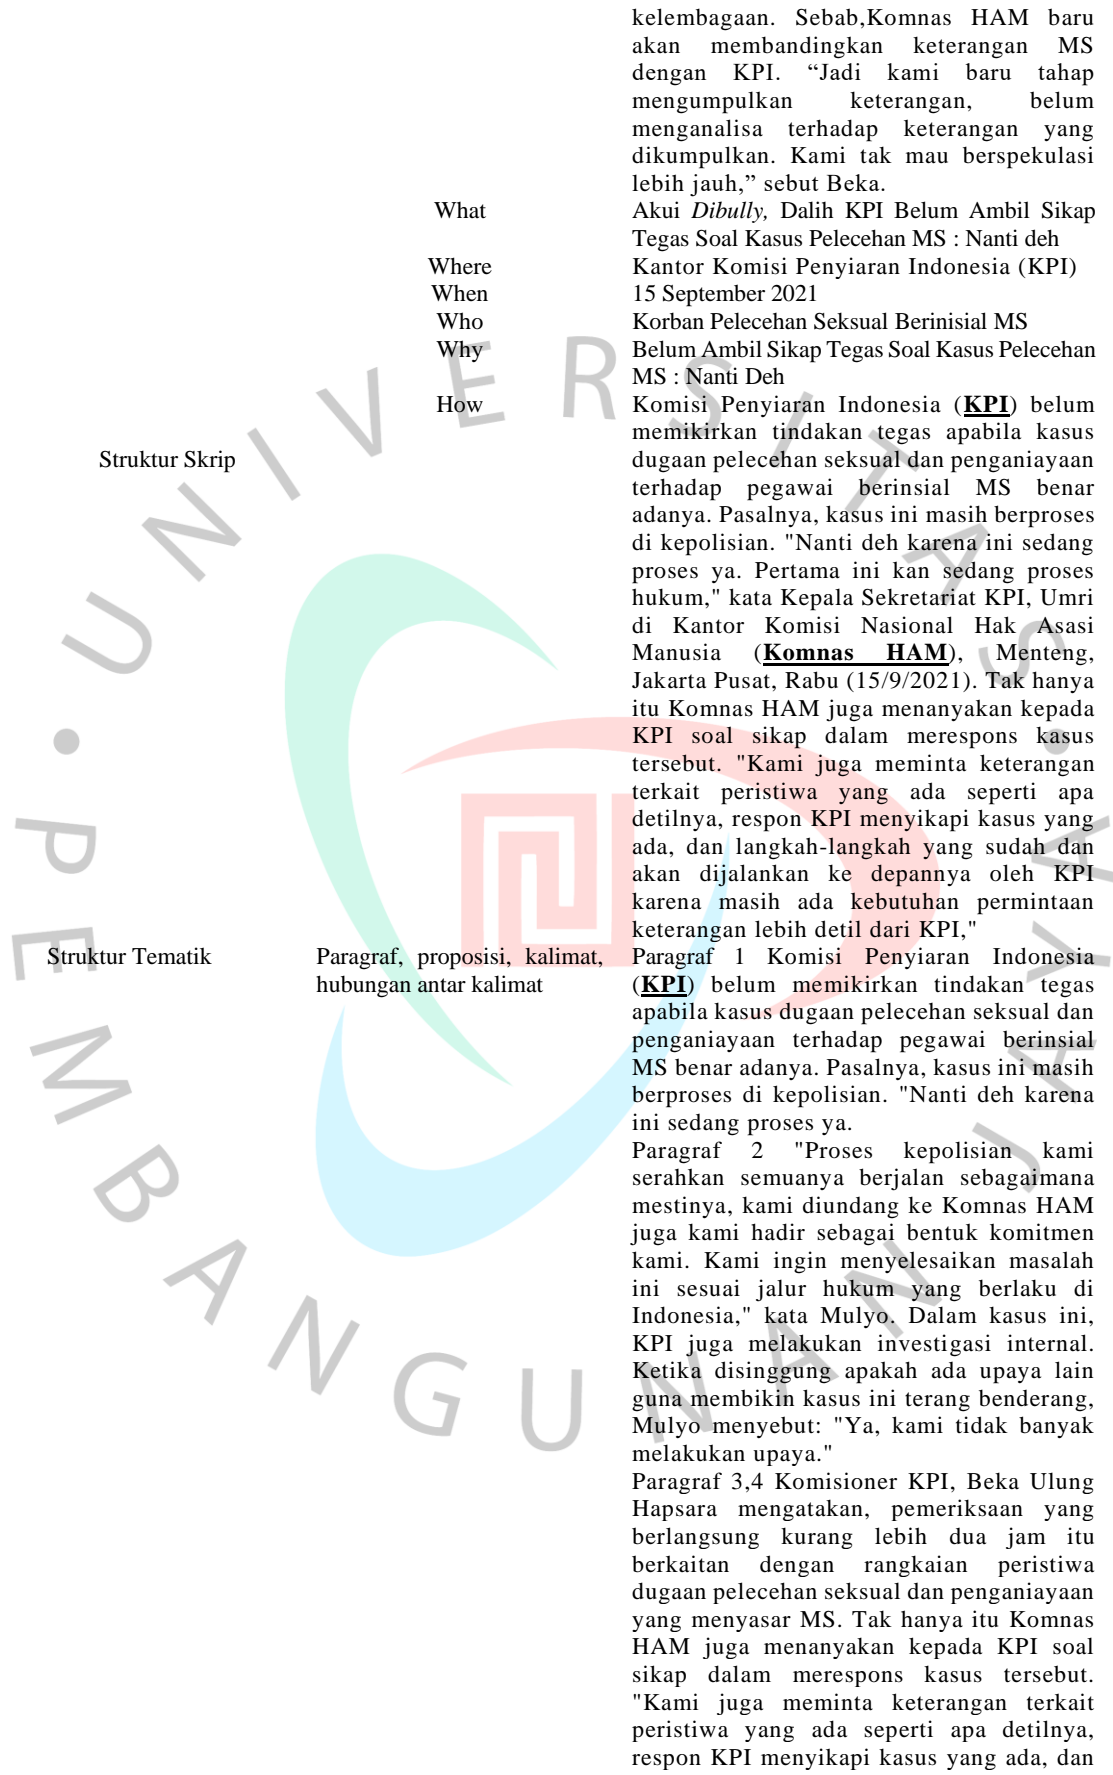 kelembagaan. Sebab,Komnas HAM baru
akan membandingkan keterangan MS
dengan KPI. “Jadi kami baru tahap
mengumpulkan keterangan, belum
menganalisa terhadap keterangan yang
dikumpulkan. Kami tak mau berspekulasi
lebih jauh,” sebut Beka.
What
Akui Dibully, Dalih KPI Belum Ambil Sikap
Tegas Soal Kasus Pelecehan MS : Nanti deh
Where
Kantor Komisi Penyiaran Indonesia (KPI)
When
15 September 2021
Who
Korban Pelecehan Seksual Berinisial MS
Why
Belum Ambil Sikap Tegas Soal Kasus Pelecehan
MS : Nanti Deh
Struktur Skrip
How
Komisi Penyiaran Indonesia (KPI) belum
memikirkan tindakan tegas apabila kasus
dugaan pelecehan seksual dan penganiayaan
terhadap pegawai berinsial MS benar
adanya. Pasalnya, kasus ini masih berproses
di kepolisian. "Nanti deh karena ini sedang
proses ya. Pertama ini kan sedang proses
hukum," kata Kepala Sekretariat KPI, Umri
di Kantor Komisi Nasional Hak Asasi
Manusia (Komnas HAM), Menteng,
Jakarta Pusat, Rabu (15/9/2021). Tak hanya
itu Komnas HAM juga menanyakan kepada
KPI soal sikap dalam merespons kasus
tersebut. "Kami juga meminta keterangan
terkait peristiwa yang ada seperti apa
detilnya, respon KPI menyikapi kasus yang
ada, dan langkah-langkah yang sudah dan
akan dijalankan ke depannya oleh KPI
karena masih ada kebutuhan permintaan
keterangan lebih detil dari KPI,"
Struktur Tematik
Paragraf, proposisi, kalimat,
hubungan antar kalimat
Paragraf 1 Komisi Penyiaran Indonesia
(KPI) belum memikirkan tindakan tegas
apabila kasus dugaan pelecehan seksual dan
penganiayaan terhadap pegawai berinsial
MS benar adanya. Pasalnya, kasus ini masih
berproses di kepolisian. "Nanti deh karena
ini sedang proses ya.
Paragraf 2 "Proses kepolisian kami
serahkan semuanya berjalan sebagaimana
mestinya, kami diundang ke Komnas HAM
juga kami hadir sebagai bentuk komitmen
kami. Kami ingin menyelesaikan masalah
ini sesuai jalur hukum yang berlaku di
Indonesia," kata Mulyo. Dalam kasus ini,
KPI juga melakukan investigasi internal.
Ketika disinggung apakah ada upaya lain
guna membikin kasus ini terang benderang,
Mulyo menyebut: "Ya, kami tidak banyak
melakukan upaya."
Paragraf 3,4 Komisioner KPI, Beka Ulung
Hapsara mengatakan, pemeriksaan yang
berlangsung kurang lebih dua jam itu
berkaitan dengan rangkaian peristiwa
dugaan pelecehan seksual dan penganiayaan
yang menyasar MS. Tak hanya itu Komnas
HAM juga menanyakan kepada KPI soal
sikap dalam merespons kasus tersebut.
"Kami juga meminta keterangan terkait
peristiwa yang ada seperti apa detilnya,
respon KPI menyikapi kasus yang ada, dan
UNIVERSITAS
PEMBANGUNAN JAYA